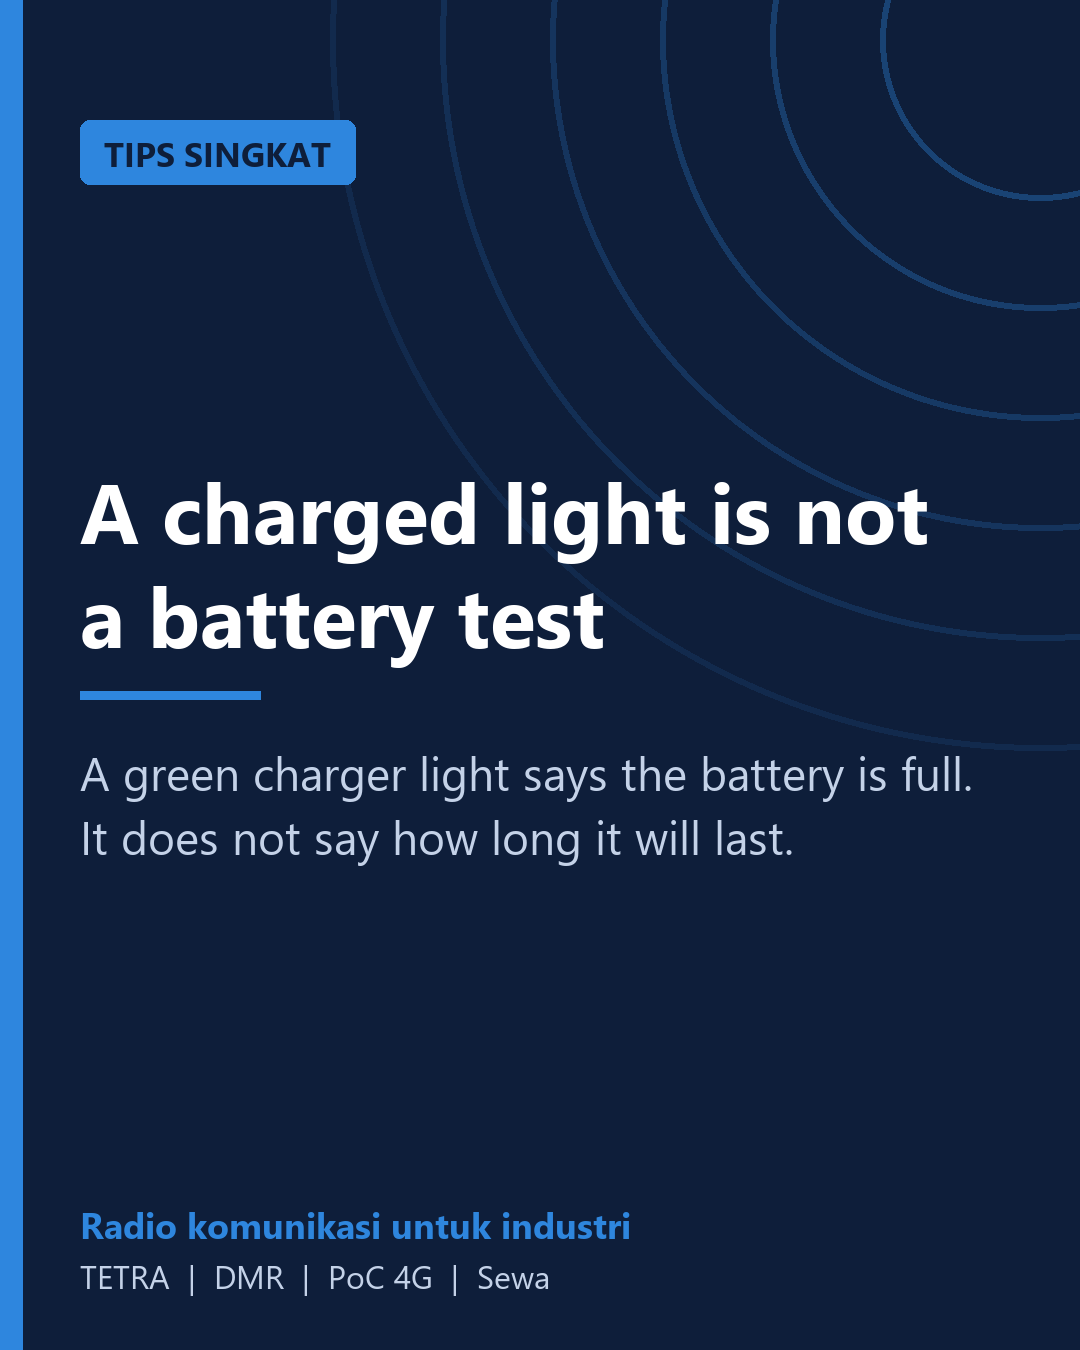 TIPS SINGKAT
A charged light is not
a battery test
A green charger light says the battery is full.
It does not say how long it will last.
Radio komunikasi untuk industri
TETRA | DMR | PoC 4G | Sewa